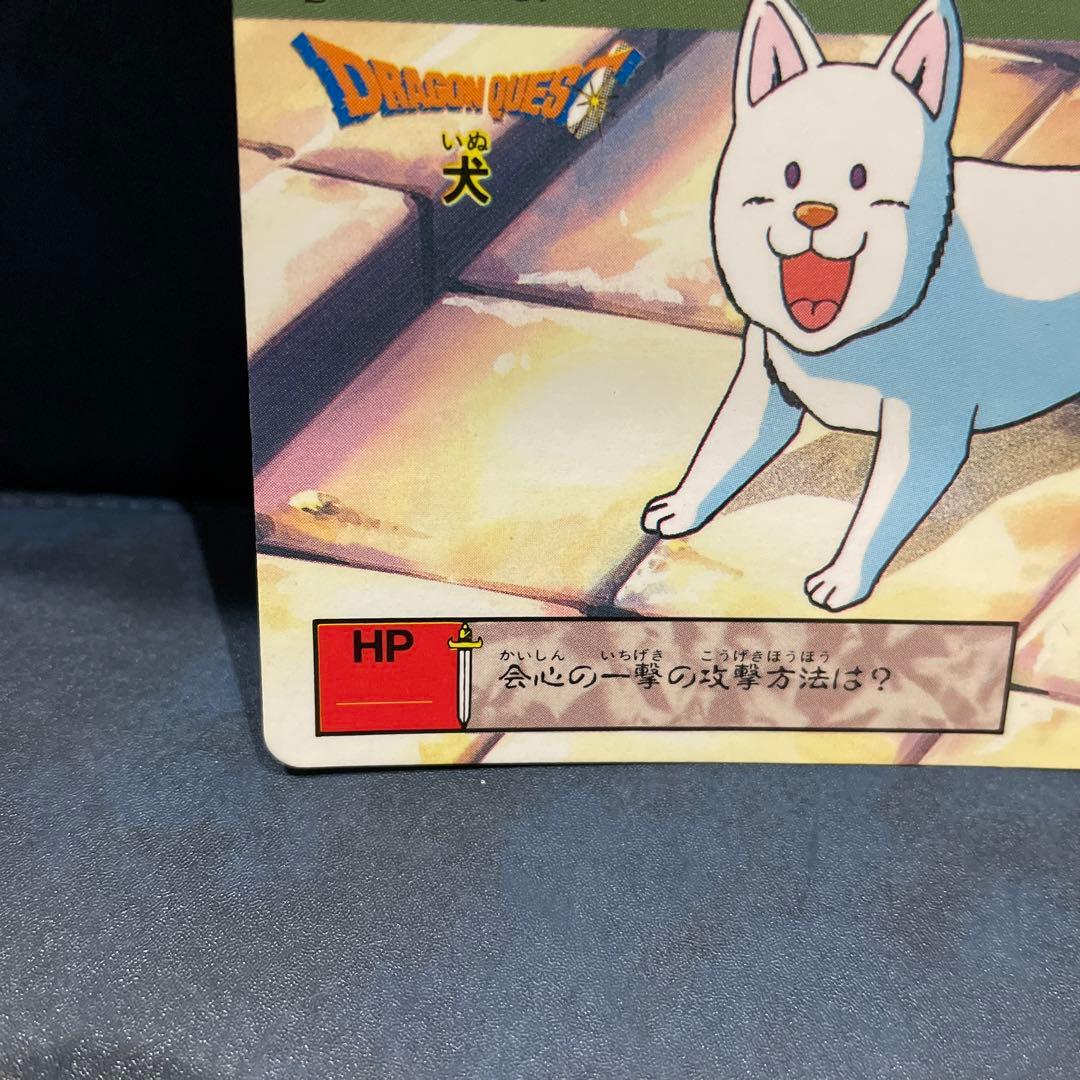 DRAGON QUEST
いぬ
犬
HP
かいしん いちげき こうげきほうほう
会心の一撃の攻撃方法は?